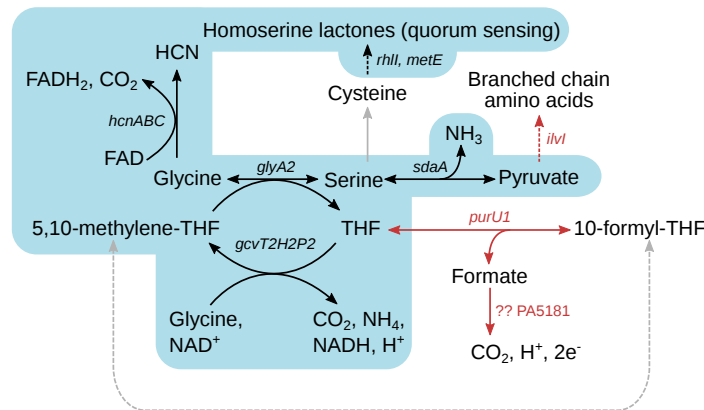 Homoserine lactones (quorum sensing)
HCN
rhlI, metE
FADH₂, CO₂
Branched chain
amino acids
Cysteine
hcnABC
NH₃
ilvI
FAD
glyA2
sdaA
Glycine
Serine
Pyruvate
5,10-methylene-THF
THF
purU1
10-formyl-THF
gcvT2H2P2
Formate
Glycine,
NAD⁺
CO₂, NH₄,
NADH, H⁺
?? PA5181
CO₂, H⁺, 2e⁻